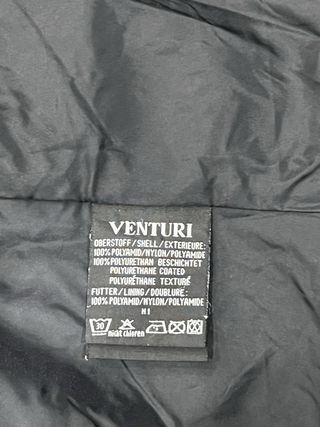 VENTURI
OBERSTOFF/SHELL/EXTERIEURE:
100% POLYAMID/NYLON/POLYAMIDE
100% POLYURETHAN BESCHICHTET
POLYURETHANE COATED
POLYURETHANE TEXTURÉ
FUTTER/LINING/DOUBLURE:
100% POLYAMID/NYLON/POLYAMIDE
H I
30
nicht chloren